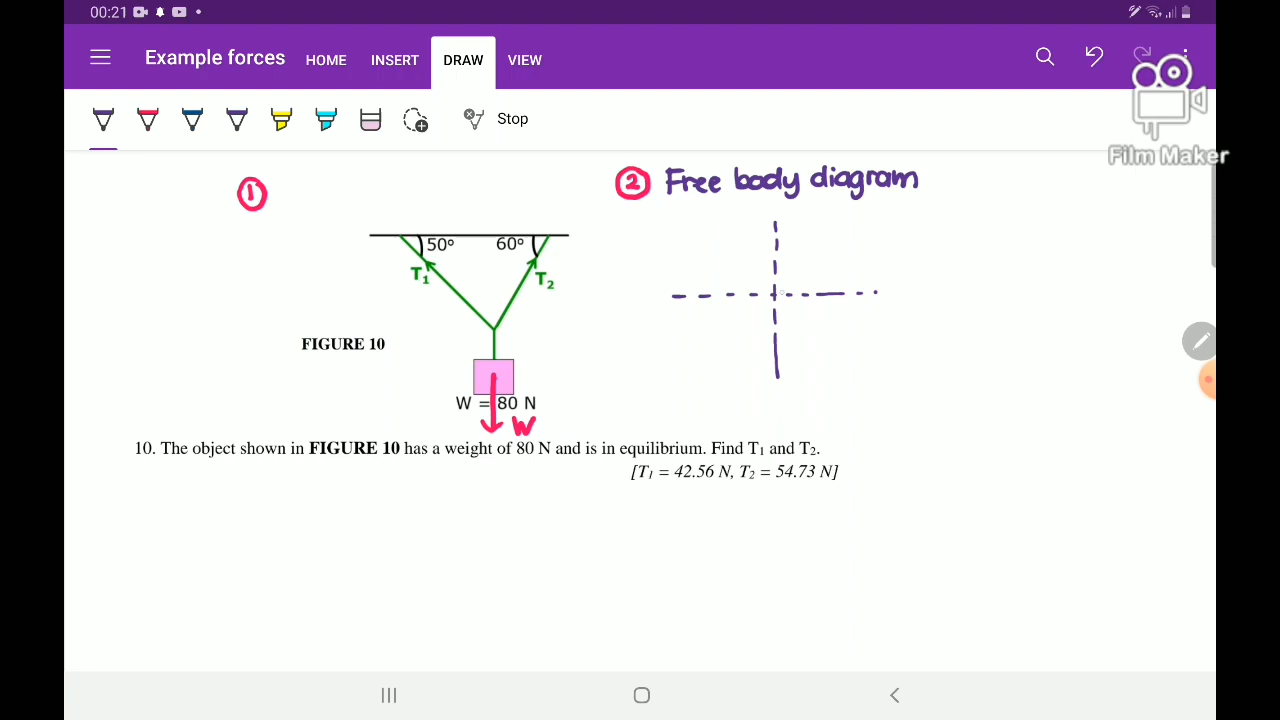 00:21
Example forces HOME INSERT DRAW VIEW
Stop
Film Maker
① ② Free body diagram
50° 60°
T₁ T₂
FIGURE 10
W = 80 N
W
10. The object shown in FIGURE 10 has a weight of 80 N and is in equilibrium. Find T₁ and T₂.
[T₁ = 42.56 N, T₂ = 54.73 N]